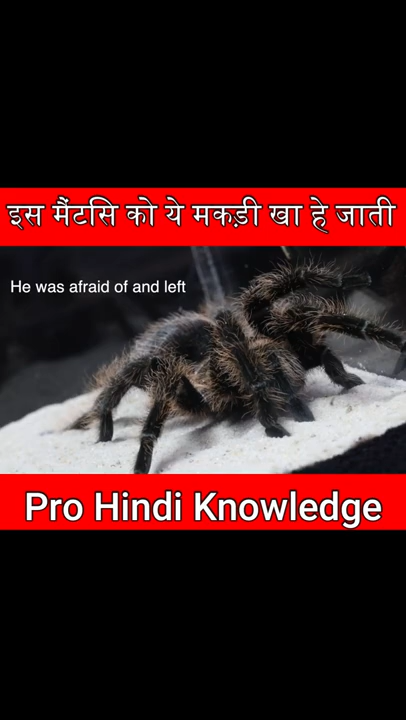 इस मैंटसि को ये मकड़ी खा हे जाती
He was afraid of and left
Pro Hindi Knowledge